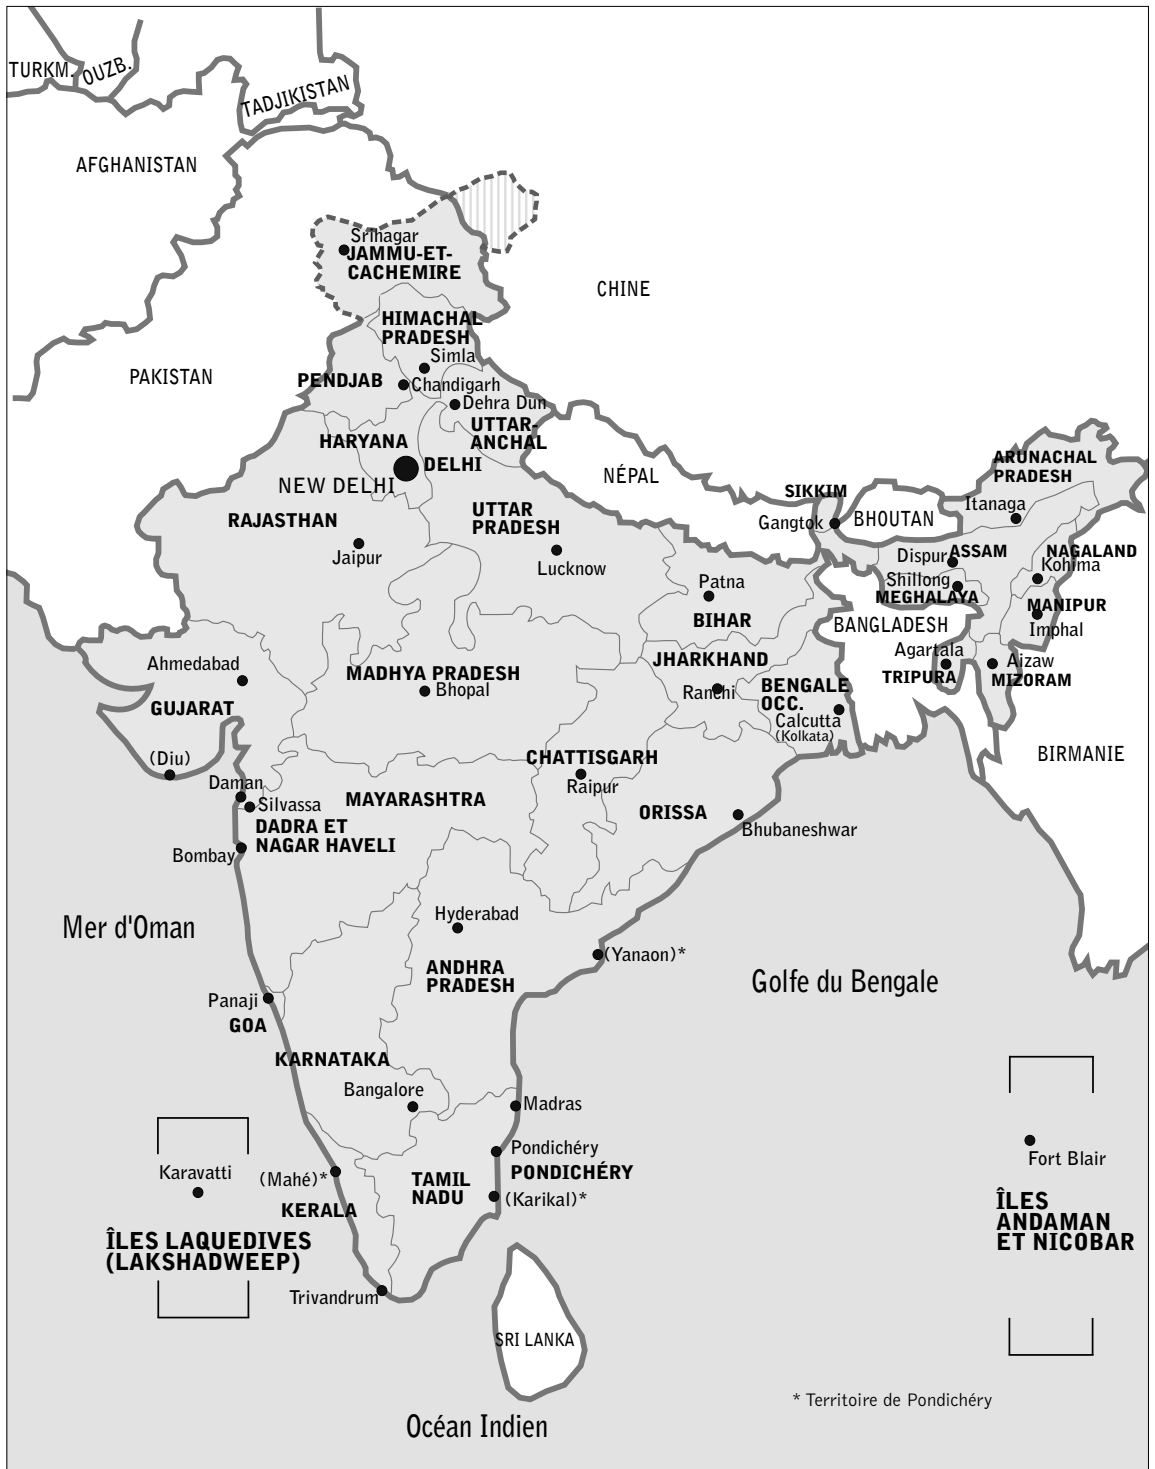 TURKM.
OUZB.
TADJIKISTAN
AFGHANISTAN
Srinagar
JAMMU-ET-
CACHEMIRE
CHINE
HIMACHAL
PRADESH
Simla
PAKISTAN
PENDJAB
Chandigarh
Dehra Dun
UTTAR-
ANCHAL
HARYANA
DELHI
NEW DELHI
NÉPAL
ARUNACHAL
PRADESH
SIKKIM
Itanaga
RAJASTHAN
UTTAR
PRADESH
Gangtok
BHOUTAN
Jaipur
Lucknow
Dispur
ASSAM
NAGALAND
Kohima
Patna
Shillong
MEGHALAYA
MANIPUR
BIHAR
BANGLADESH
Imphal
Agartala
Ahmedabad
JHARKHAND
Aizaw
MADHYA PRADESH
TRIPURA
MIZORAM
Bhopal
Ranchi
BENGALE
OCC.
GUJARAT
Calcutta
(Kolkata)
(Diu)
CHATTISGARH
BIRMANIE
Daman
Raipur
Silvassa
MAYARASHTRA
ORISSA
DADRA ET
NAGAR HAVELI
Bhubaneshwar
Bombay
Hyderabad
Mer d'Oman
(Yanaon)*
ANDHRA
PRADESH
Golfe du Bengale
Panaji
GOA
KARNATAKA
Bangalore
Madras
Pondichéry
Fort Blair
Karavatti
(Mahé)*
TAMIL
NADU
PONDICHÉRY
(Karikal)*
KERALA
ÎLES
ANDAMAN
ET NICOBAR
ÎLES LAQUEDIVES
(LAKSHADWEEP)
Trivandrum
SRI LANKA
* Territoire de Pondichéry
Océan Indien